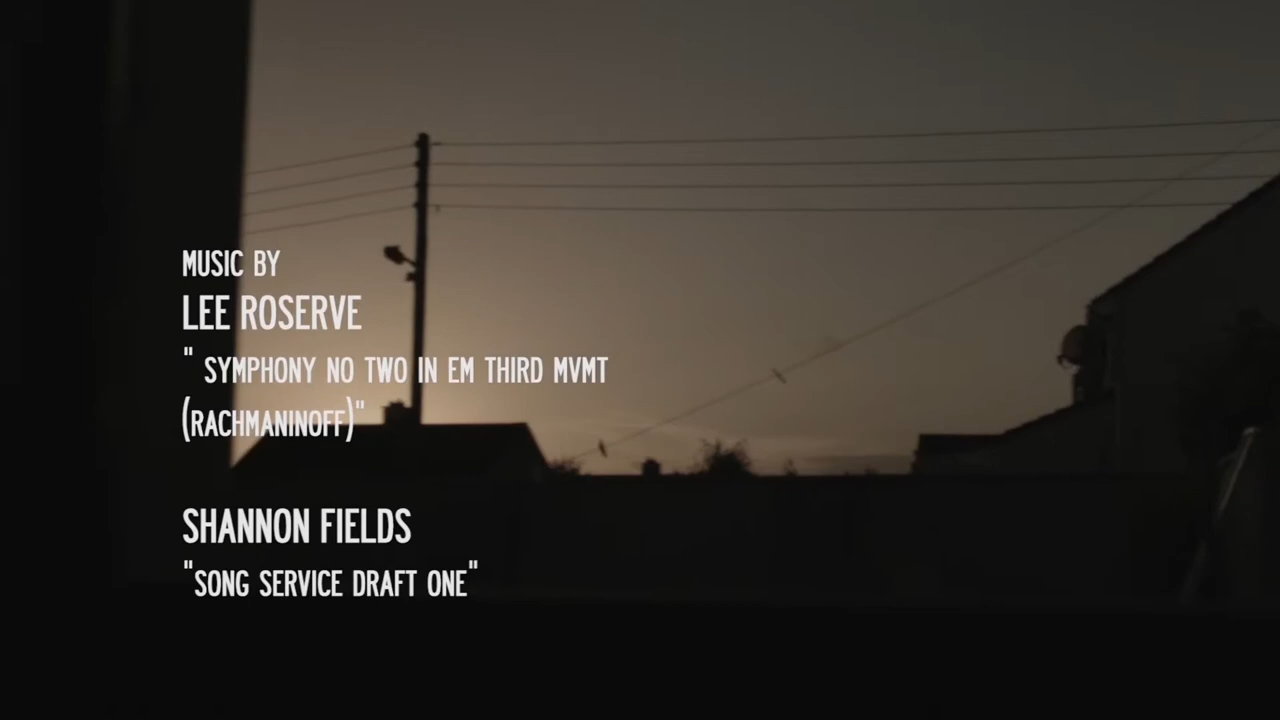 MUSIC BY
LEE ROSERVE
" SYMPHONY NO TWO IN EM THIRD MVMT
(RACHMANINOFF)"
SHANNON FIELDS
"SONG SERVICE DRAFT ONE"